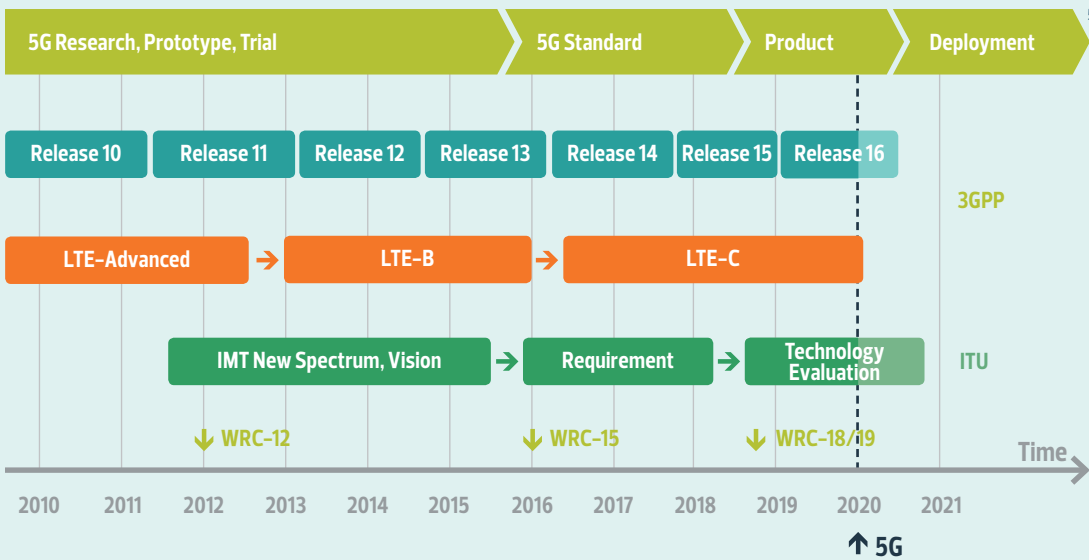 5G Research, Prototype, Trial
5G Standard
Product
Deployment
Release 10
Release 11
Release 12
Release 13
Release 14
Release 15
Release 16
3GPP
LTE-Advanced
LTE-B
LTE-C
IMT New Spectrum, Vision
Requirement
Technology
Evaluation
ITU
WRC-12
WRC-15
WRC-18/19
Time
2010
2011
2012
2013
2014
2015
2016
2017
2018
2019
2020
2021
5G